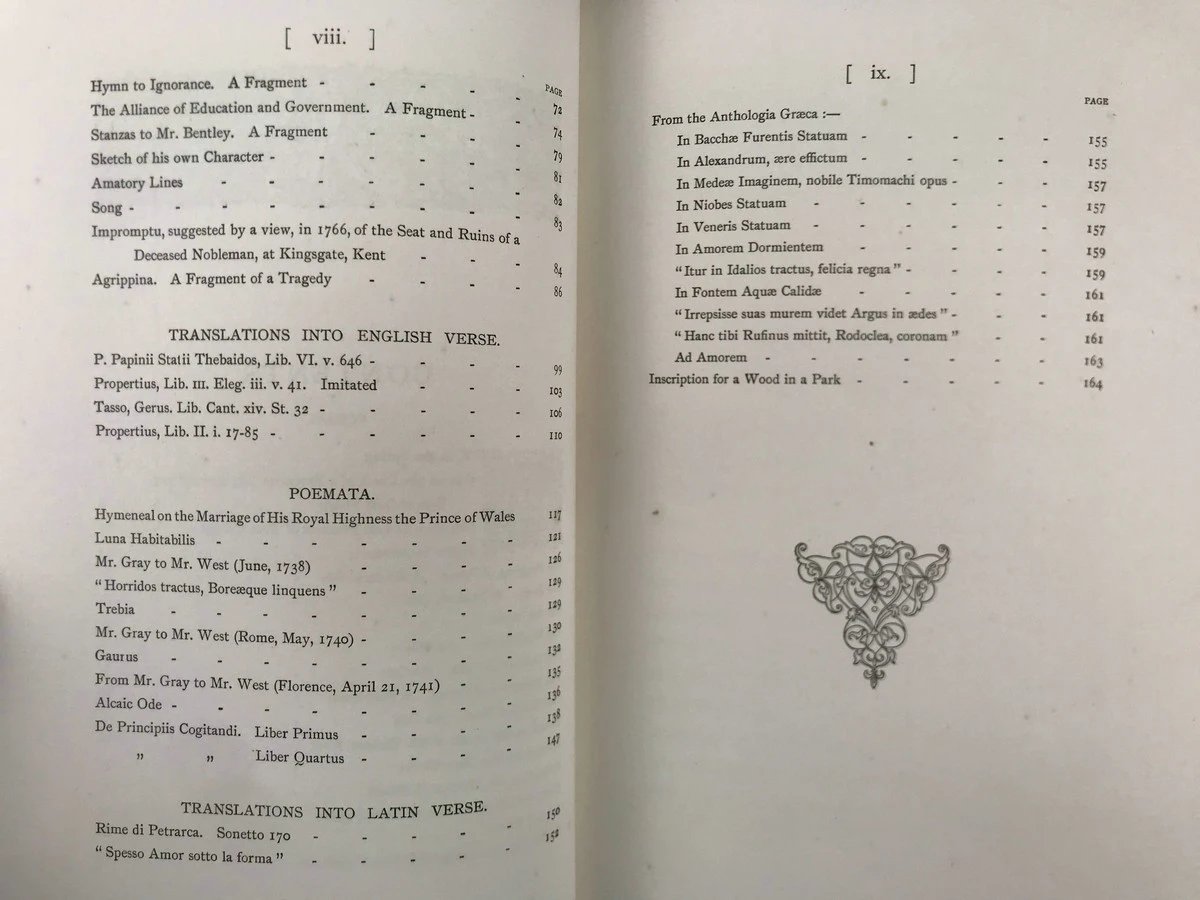 [ viii. ]
PAGE
Hymn to Ignorance. A Fragment - - - - - 72
The Alliance of Education and Government. A Fragment - - 74
Stanzas to Mr. Bentley. A Fragment - - - - 79
Sketch of his own Character - - - - - - 81
Amatory Lines - - - - - - - 82
Song - - - - - - - - - 83
Impromptu, suggested by a view, in 1766, of the Seat and Ruins of a
Deceased Nobleman, at Kingsgate, Kent - - - 84
Agrippina. A Fragment of a Tragedy - - - - 86
TRANSLATIONS INTO ENGLISH VERSE.
P. Papinii Statii Thebaidos, Lib. VI. v. 646 - - - - 99
Propertius, Lib. III. Eleg. iii. v. 41. Imitated - - - 103
Tasso, Gerus. Lib. Cant. xiv. St. 32 - - - - - 106
Propertius, Lib. II. i. 17-85 - - - - - - 110
POEMATA.
Hymeneal on the Marriage of His Royal Highness the Prince of Wales 117
Luna Habitabilis - - - - - - - 121
Mr. Gray to Mr. West (June, 1738) - - - - 126
"Horridos tractus, Boreæque linquens" - - - - 129
Trebia - - - - - - - - 129
Mr. Gray to Mr. West (Rome, May, 1740) - - - - 130
Gaurus - - - - - - - - 132
From Mr. Gray to Mr. West (Florence, April 21, 1741) - - 135
Alcaic Ode - - - - - - - - 136
De Principiis Cogitandi. Liber Primus - - - - 138
" " Liber Quartus - - - - 147
TRANSLATIONS INTO LATIN VERSE.
Rime di Petrarca. Sonetto 170 - - - - - 150
"Spesso Amor sotto la forma" - - - - - 152
[ ix. ]
PAGE
From the Anthologia Græca :—
In Bacchæ Furentis Statuam - - - - - 155
In Alexandrum, ære effictum - - - - - 155
In Medeæ Imaginem, nobile Timomachi opus - - - 157
In Niobes Statuam - - - - - - 157
In Veneris Statuam - - - - - - 157
In Amorem Dormientem - - - - - 159
"Itur in Idalios tractus, felicia regna" - - - - 159
In Fontem Aquæ Calidæ - - - - - 161
"Irrepsisse suas murem videt Argus in ædes" - - - 161
"Hanc tibi Rufinus mittit, Rodoclea, coronam" - - 161
Ad Amorem - - - - - - - 163
Inscription for a Wood in a Park - - - - - 164